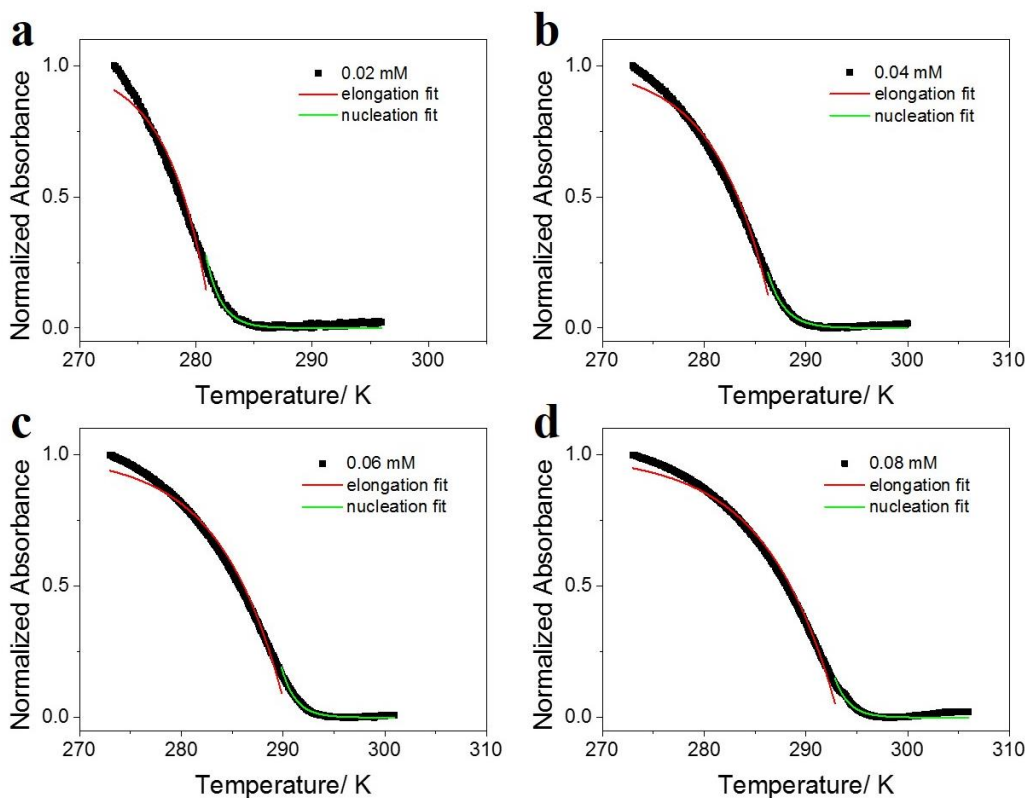 a
1.0
0.5
0.0
Normalized Absorbance
0.02 mM
elongation fit
nucleation fit
270 280 290 300
Temperature/ K
b
1.0
0.5
0.0
Normalized Absorbance
0.04 mM
elongation fit
nucleation fit
270 280 290 300 310
Temperature/ K
c
1.0
0.5
0.0
Normalized Absorbance
0.06 mM
elongation fit
nucleation fit
270 280 290 300 310
Temperature/ K
d
1.0
0.5
0.0
Normalized Absorbance
0.08 mM
elongation fit
nucleation fit
270 280 290 300 310
Temperature/ K